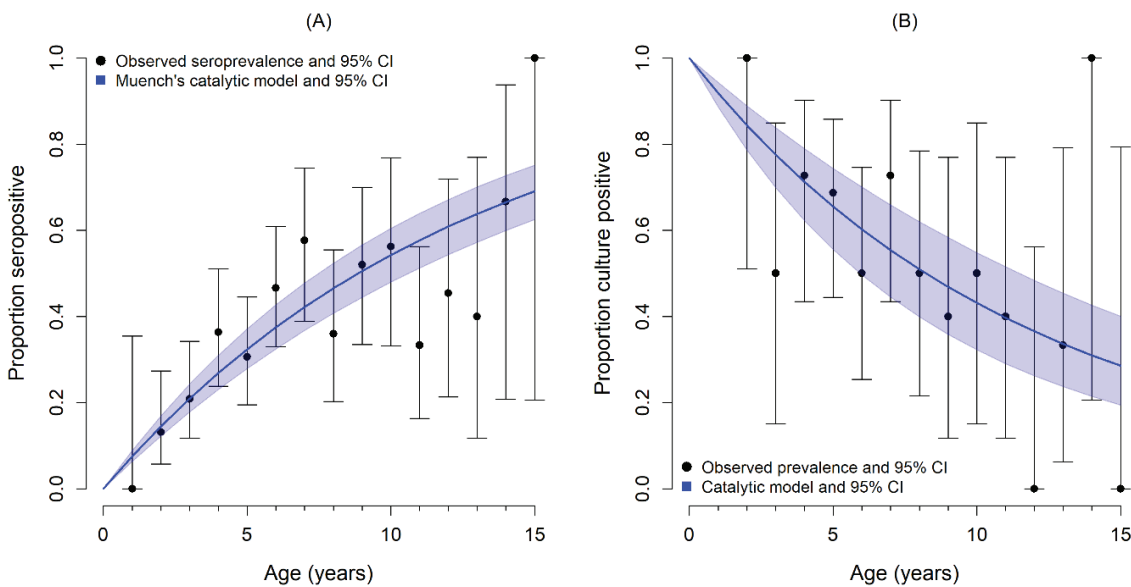 (A)
Observed seroprevalence and 95% CI
Muench's catalytic model and 95% CI
Proportion seropositive
1.0
0.8
0.6
0.4
0.2
0.0
0 5 10 15
Age (years)
(B)
Proportion culture positive
1.0
0.8
0.6
0.4
0.2
0.0
Observed prevalence and 95% CI
Catalytic model and 95% CI
0 5 10 15
Age (years)